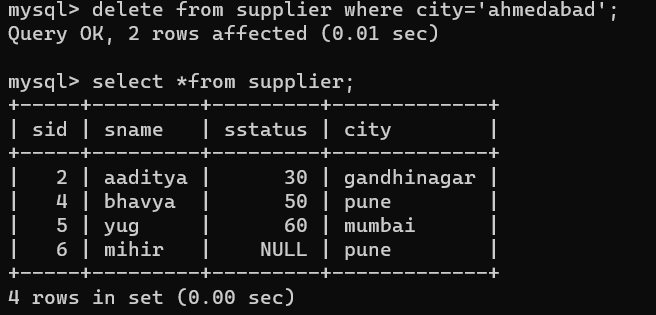 mysql> delete from supplier where city='ahmedabad';
Query OK, 2 rows affected (0.01 sec)

mysql> select *from supplier;
+-----+---------+---------+-------------+
| sid | sname   | sstatus | city        |
+-----+---------+---------+-------------+
|   2 | aaditya |      30 | gandhinagar |
|   4 | bhavya  |      50 | pune        |
|   5 | yug     |      60 | mumbai      |
|   6 | mihir   |    NULL | pune        |
+-----+---------+---------+-------------+
4 rows in set (0.00 sec)